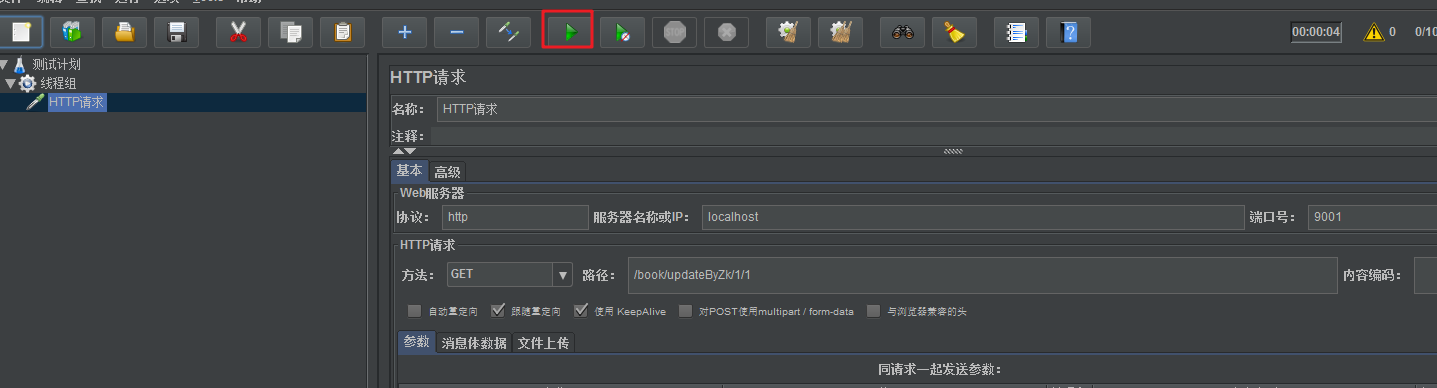 STOP
00:00:04
0
0/10
测试计划
线程组
HTTP请求
HTTP请求
名称:
HTTP请求
注释:
基本
高级
Web服务器
协议:
http
服务器名称或IP:
localhost
端口号:
9001
HTTP请求
方法:
GET
路径:
/book/updateByZk/1/1
内容编码:
自动重定向
跟随重定向
使用 KeepAlive
对POST使用multipart / form-data
与浏览器兼容的头
参数
消息体数据
文件上传
同请求一起发送参数: